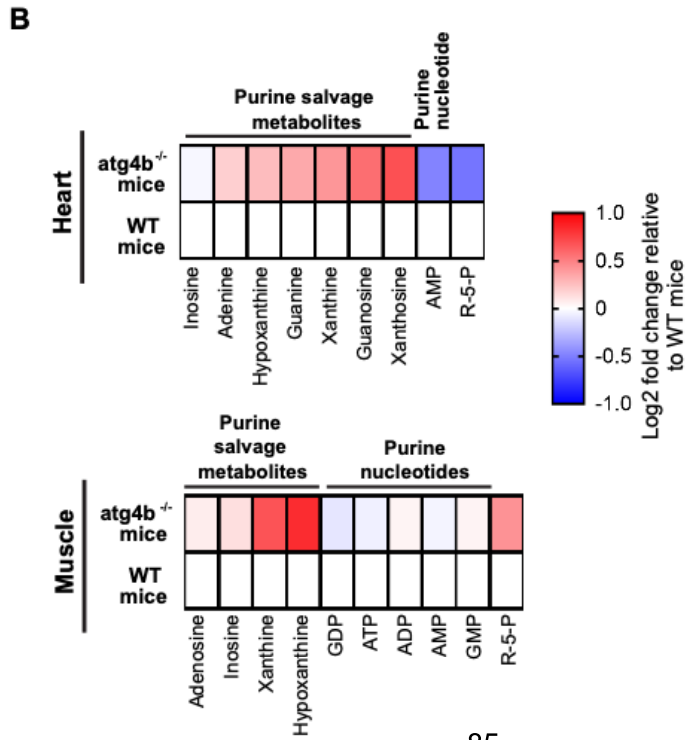 B
Purine salvage
metabolites
Purine
nucleotide
Heart
atg4b-/-
mice
WT
mice
Inosine
Adenine
Hypoxanthine
Guanine
Xanthine
Guanosine
Xanthosine
AMP
R-5-P
1.0
0.5
0
-0.5
-1.0
Log2 fold change relative
to WT mice
Purine
salvage
metabolites
Purine
nucleotides
Muscle
atg4b -/-
mice
WT
mice
Adenosine
Inosine
Xanthine
Hypoxanthine
GDP
ATP
ADP
AMP
GMP
R-5-P